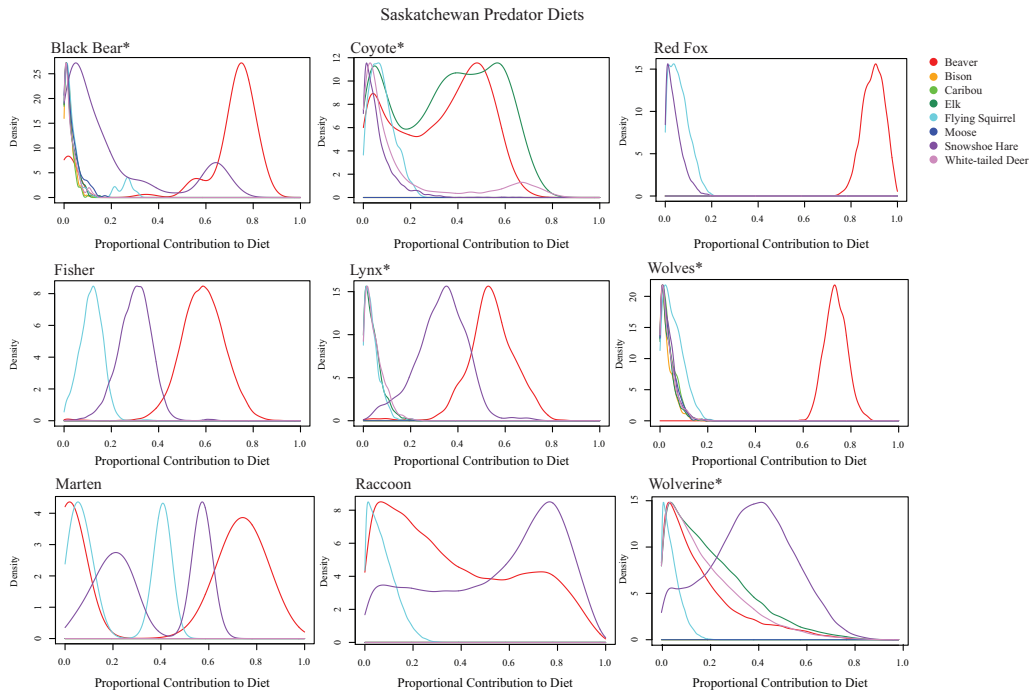 Saskatchewan Predator Diets
Black Bear*
Density
0
5
10
15
20
25
0.0 0.2 0.4 0.6 0.8 1.0
Proportional Contribution to Diet
Coyote*
Density
0
2
4
6
8
10
12
0.0 0.2 0.4 0.6 0.8 1.0
Proportional Contribution to Diet
Red Fox
Density
0
5
10
15
0.0 0.2 0.4 0.6 0.8 1.0
Proportional Contribution to Diet
Beaver
Bison
Caribou
Elk
Flying Squirrel
Moose
Snowshoe Hare
White-tailed Deer
Fisher
Density
0
2
4
6
8
0.0 0.2 0.4 0.6 0.8 1.0
Proportional Contribution to Diet
Lynx*
Density
0
5
10
15
0.0 0.2 0.4 0.6 0.8 1.0
Proportional Contribution to Diet
Wolves*
Density
0
5
10
15
20
0.0 0.2 0.4 0.6 0.8 1.0
Proportional Contribution to Diet
Marten
Density
0
1
2
3
4
0.0 0.2 0.4 0.6 0.8 1.0
Proportional Contribution to Diet
Raccoon
Density
0
2
4
6
8
0.0 0.2 0.4 0.6 0.8 1.0
Proportional Contribution to Diet
Wolverine*
Density
0
5
10
15
0.0 0.2 0.4 0.6 0.8 1.0
Proportional Contribution to Diet